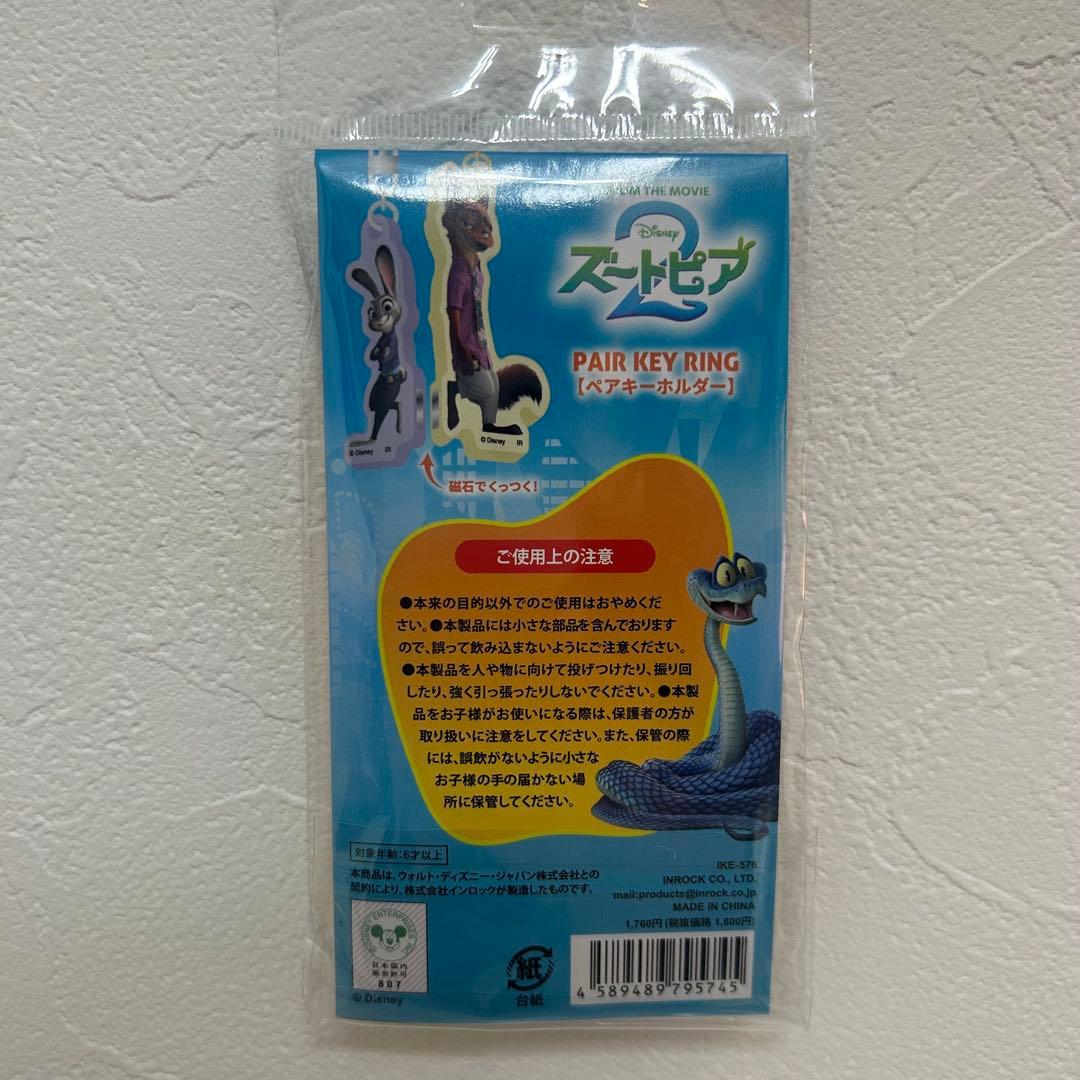 OM THE MOVIE
Disney
ズートピア
2
PAIR KEY RING
【ペアキーホルダー】
© Disney IR
© Disney IR
磁石でくっつく!
ご使用上の注意
●本来の目的以外でのご使用はおやめくだ
さい。●本製品には小さな部品を含んでおります
ので、誤って飲み込まないようにご注意ください。
●本製品を人や物に向けて投げつけたり、振り回
したり、強く引っ張ったりしないでください。●本製
品をお子様がお使いになる際は、保護者の方が
取り扱いに注意をしてください。また、保管の際
には、誤飲がないように小さな
お子様の手の届かない場
所に保管してください。
対象年齢:6才以上
本商品は、ウォルト・ディズニー・ジャパン株式会社との
契約により、株式会社インロックが製造したものです。
IKE-576
INROCK CO., LTD.
mail:products@inrock.co.jp
MADE IN CHINA
1,760円(税抜価格 1,600円)
©DISNEY ENTERPRISES, INC.
日本国内
販売許可
807
© Disney
紙
台紙
4 589489 795745